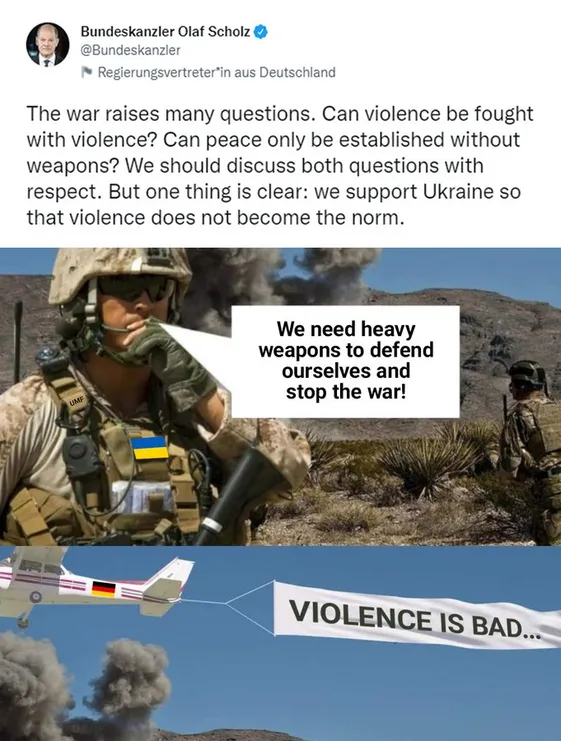 Bundeskanzler Olaf Scholz
@Bundeskanzler
Regierungsvertreter*in aus Deutschland
The war raises many questions. Can violence be fought
with violence? Can peace only be established without
weapons? We should discuss both questions with
respect. But one thing is clear: we support Ukraine so
that violence does not become the norm.
We need heavy
weapons to defend
ourselves and
stop the war!
UMF
VIOLENCE IS BAD...